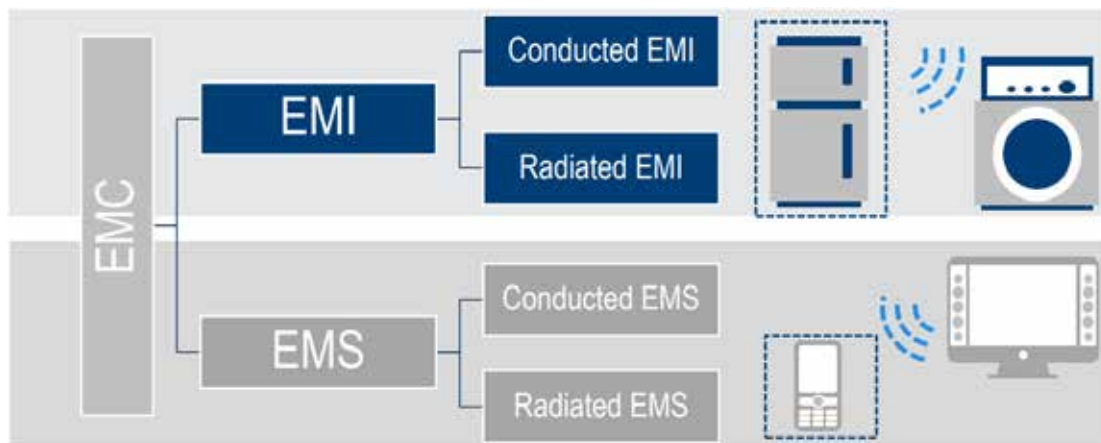 EMC
EMI
Conducted EMI
Radiated EMI
EMS
Conducted EMS
Radiated EMS